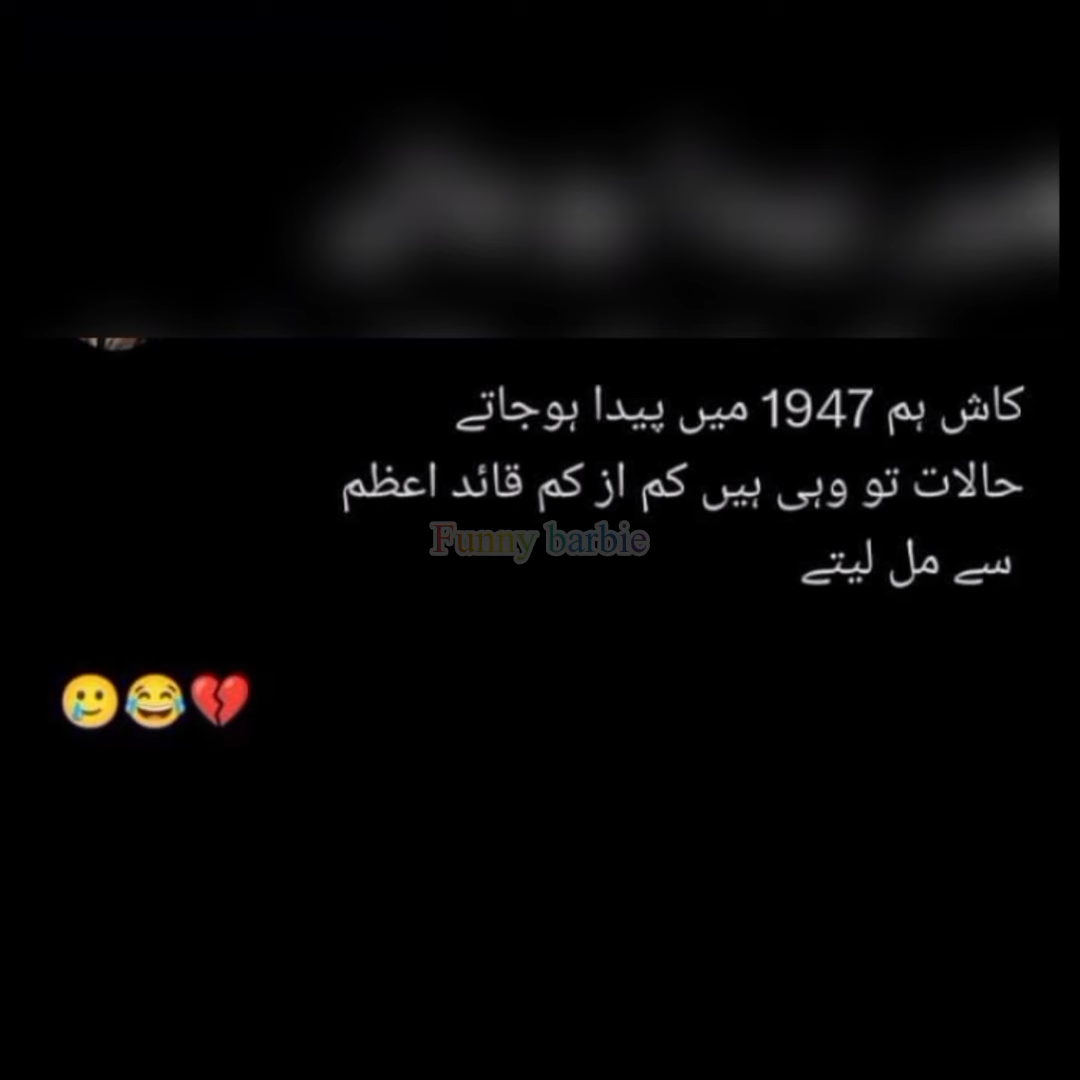 کاش ہم 1947 میں پیدا ہوجاتے
حالات تو وہی ہیں کم از کم قائد اعظم
Funny barbie
سے مل لیتے
🥲😂💔